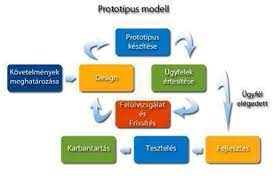 Prototípus modell
Prototípus
készítése
Követelmények
meghatározása
Design
Ügyfelek
értesítése
Felülvizsgálat
és
Frissítés
Ügyfél
elégedett
Karbantartás
Tesztelés
Fejlesztés